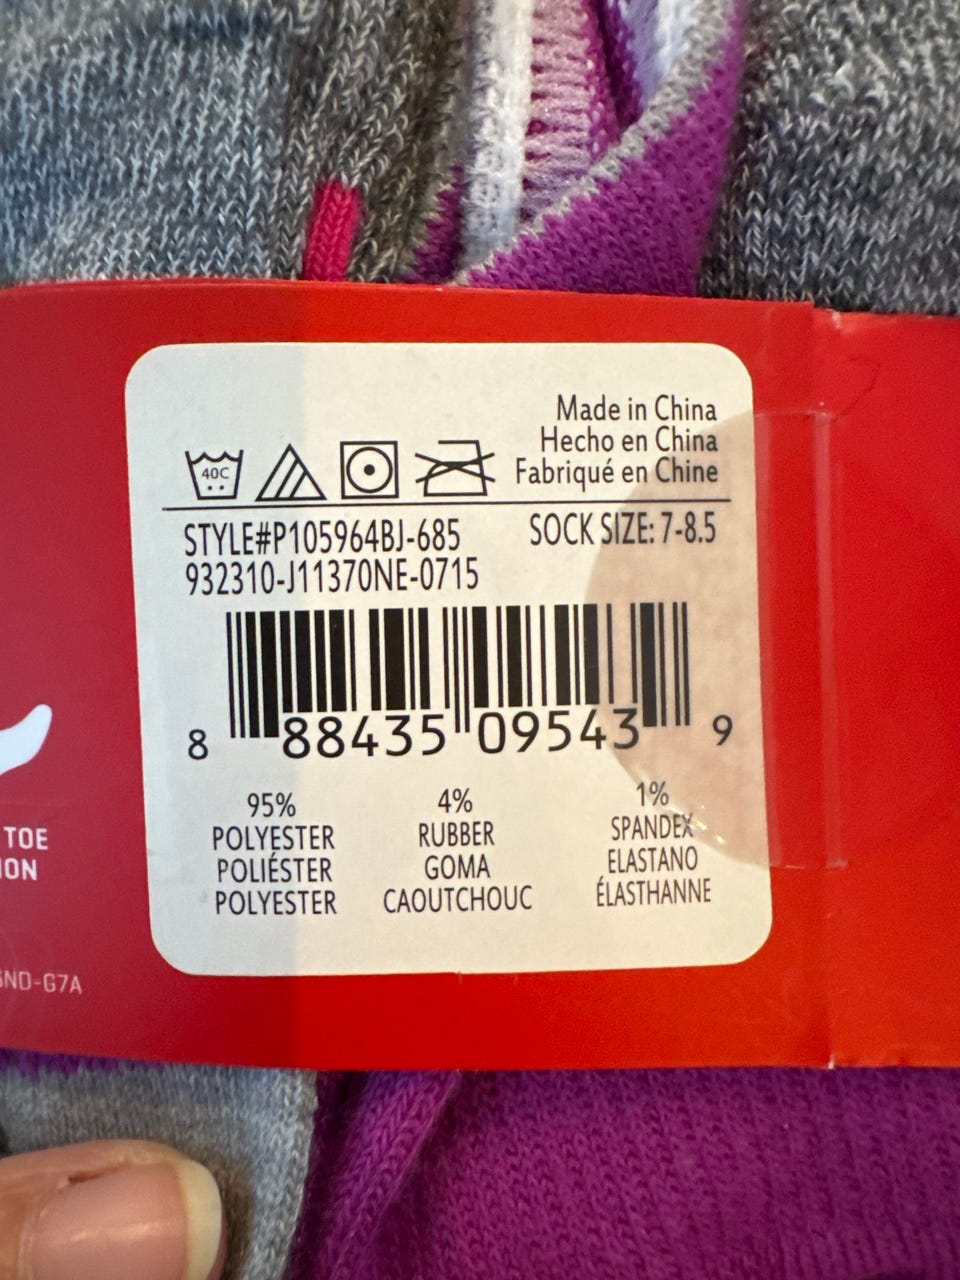 Made in China
Hecho en China
Fabriqué en Chine
40C
STYLE#P105964BJ-685 SOCK SIZE: 7-8.5
932310-J11370NE-0715
8 88435 09543 9
95% 4% 1%
POLYESTER RUBBER SPANDEX
POLIÉSTER GOMA ELASTANO
POLYESTER CAOUTCHOUC ÉLASTHANNE
TOE
ION
ND-G7A